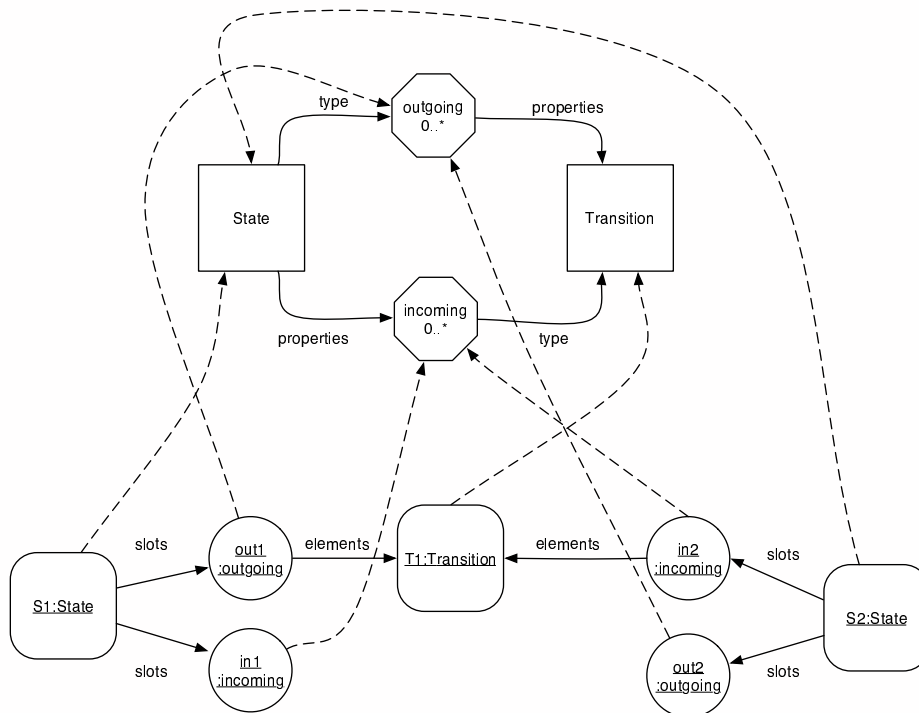 type
outgoing
0..*
properties
State
Transition
incoming
0..*
properties
type
slots
out1
:outgoing
elements
T1:Transition
elements
in2
:incoming
slots
S1:State
S2:State
slots
in1
:incoming
out2
:outgoing
slots